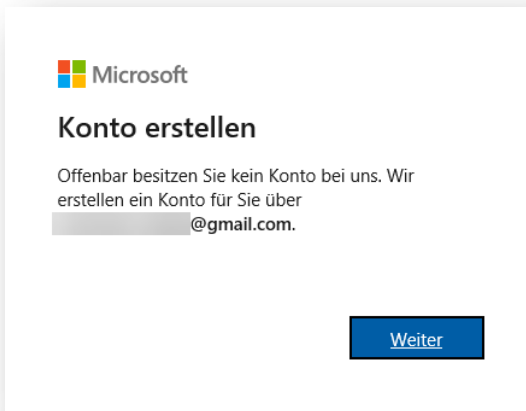 Microsoft
Konto erstellen
Offenbar besitzen Sie kein Konto bei uns. Wir
erstellen ein Konto für Sie über
@gmail.com.
Weiter